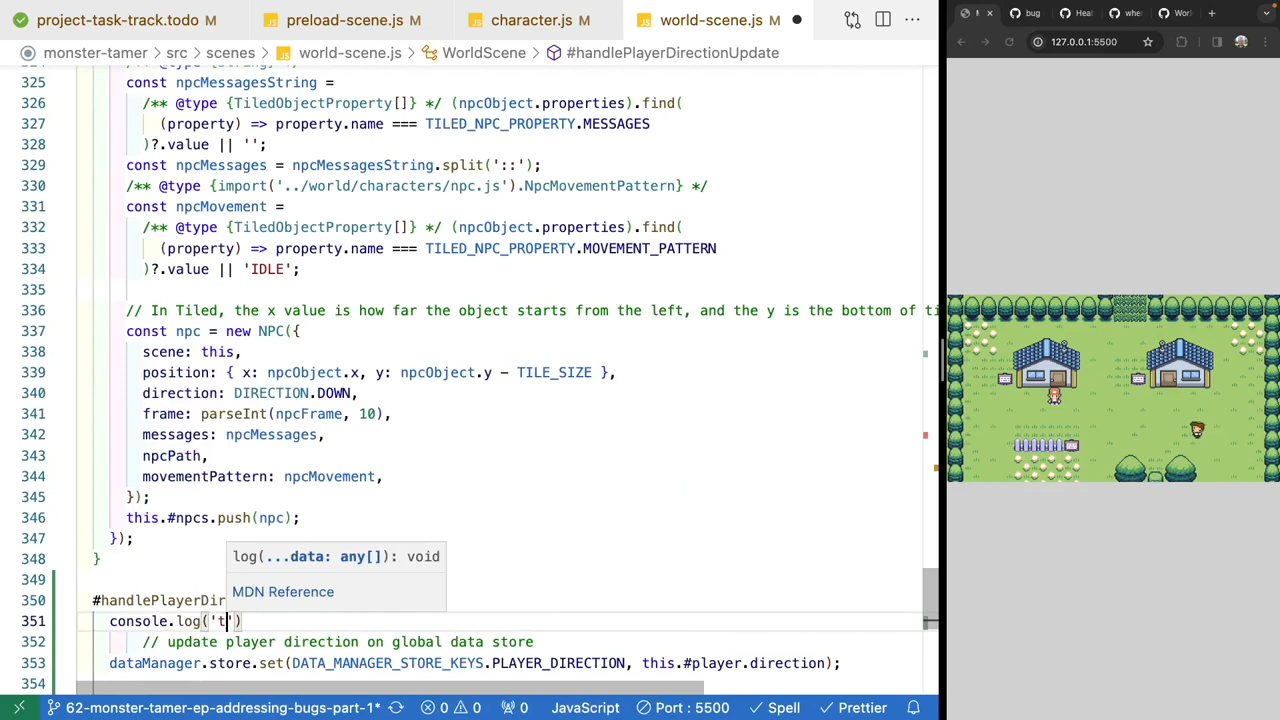 project-task-track.todo M preload-scene.js M character.js M world-scene.js M
M bug Heal wher World
127.0.0.1:5500
monster-tamer src scenes world-scene.js WorldScene #handlePlayerDirectionUpdate
325 const npcMessagesString =
326 /** @type {TiledObjectProperty[]} */ (npcObject.properties).find(
327 (property) => property.name === TILED_NPC_PROPERTY.MESSAGES
328 )?.value || '';
329 const npcMessages = npcMessagesString.split('::');
330 /** @type {import('../world/characters/npc.js').NpcMovementPattern} */
331 const npcMovement =
332 /** @type {TiledObjectProperty[]} */ (npcObject.properties).find(
333 (property) => property.name === TILED_NPC_PROPERTY.MOVEMENT_PATTERN
334 )?.value || 'IDLE';
335
336 // In Tiled, the x value is how far the object starts from the left, and the y is the bottom of ti
337 const npc = new NPC({
338 scene: this,
339 position: { x: npcObject.x, y: npcObject.y - TILE_SIZE },
340 direction: DIRECTION.DOWN,
341 frame: parseInt(npcFrame, 10),
342 messages: npcMessages,
343 npcPath,
344 movementPattern: npcMovement,
345 });
346 this.#npcs.push(npc);
347 });
348 }
log(...data: any[]): void
MDN Reference
349
350 #handlePlayerDir
351 console.log('t')
352 // update player direction on global data store
353 dataManager.store.set(DATA_MANAGER_STORE_KEYS.PLAYER_DIRECTION, this.#player.direction);
354
62-monster-tamer-ep-addressing-bugs-part-1* 0 0 0 JavaScript Port : 5500 Spell Prettier